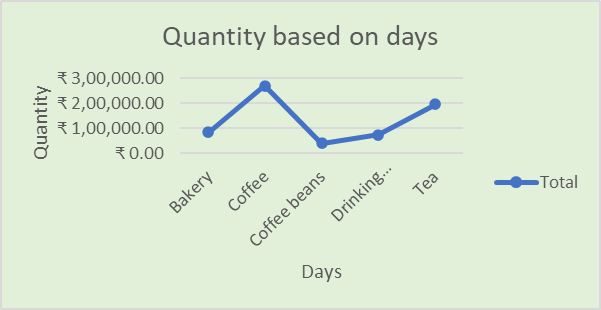 Quantity based on days
Quantity
₹ 3,00,000.00
₹ 2,00,000.00
₹ 1,00,000.00
₹ 0.00
Bakery
Coffee
Coffee beans
Drinking...
Tea
Days
Total